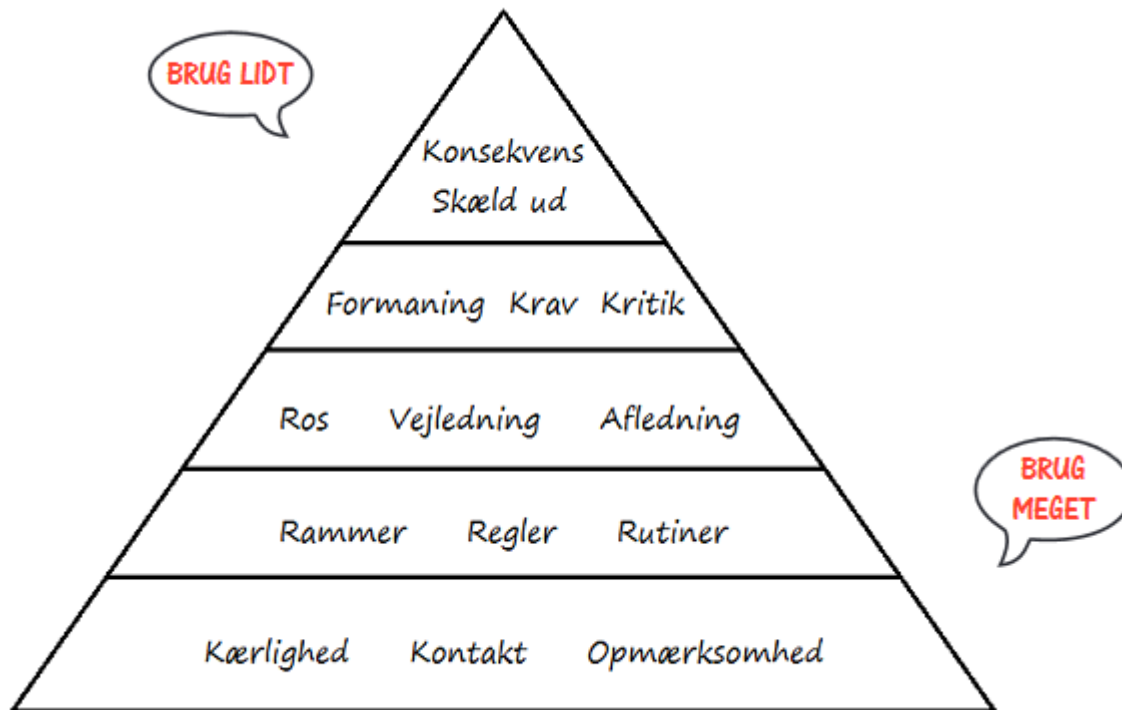 BRUG LIDT
Konsekvens
Skæld ud
Formaning Krav Kritik
Ros Vejledning Afledning
BRUG
MEGET
Rammer Regler Rutiner
Kærlighed Kontakt Opmærksomhed